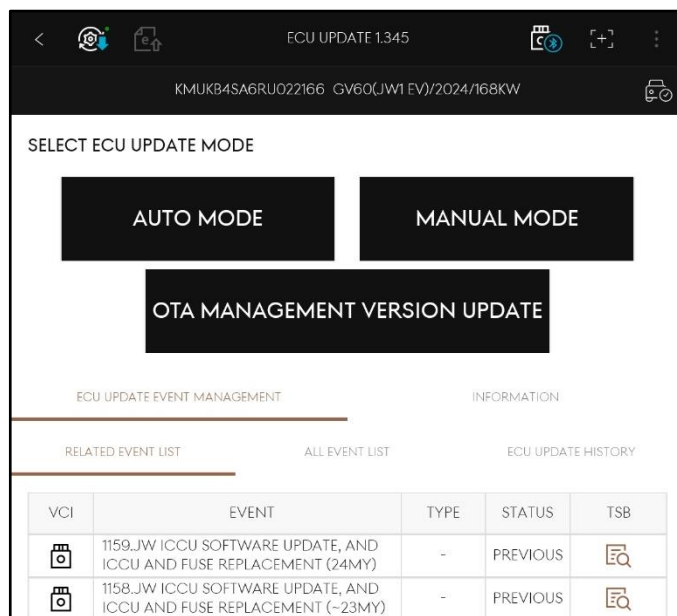 ECU UPDATE 1.345
KMUKB4SA6RU022166 GV60(JW1 EV)/2024/168KW
SELECT ECU UPDATE MODE
AUTO MODE
MANUAL MODE
OTA MANAGEMENT VERSION UPDATE
ECU UPDATE EVENT MANAGEMENT
INFORMATION
RELATED EVENT LIST
ALL EVENT LIST
ECU UPDATE HISTORY
VCI EVENT TYPE STATUS TSB
1159.JW ICCU SOFTWARE UPDATE, AND
ICCU AND FUSE REPLACEMENT (24MY)
- PREVIOUS
1158.JW ICCU SOFTWARE UPDATE, AND
ICCU AND FUSE REPLACEMENT (~23MY)
- PREVIOUS